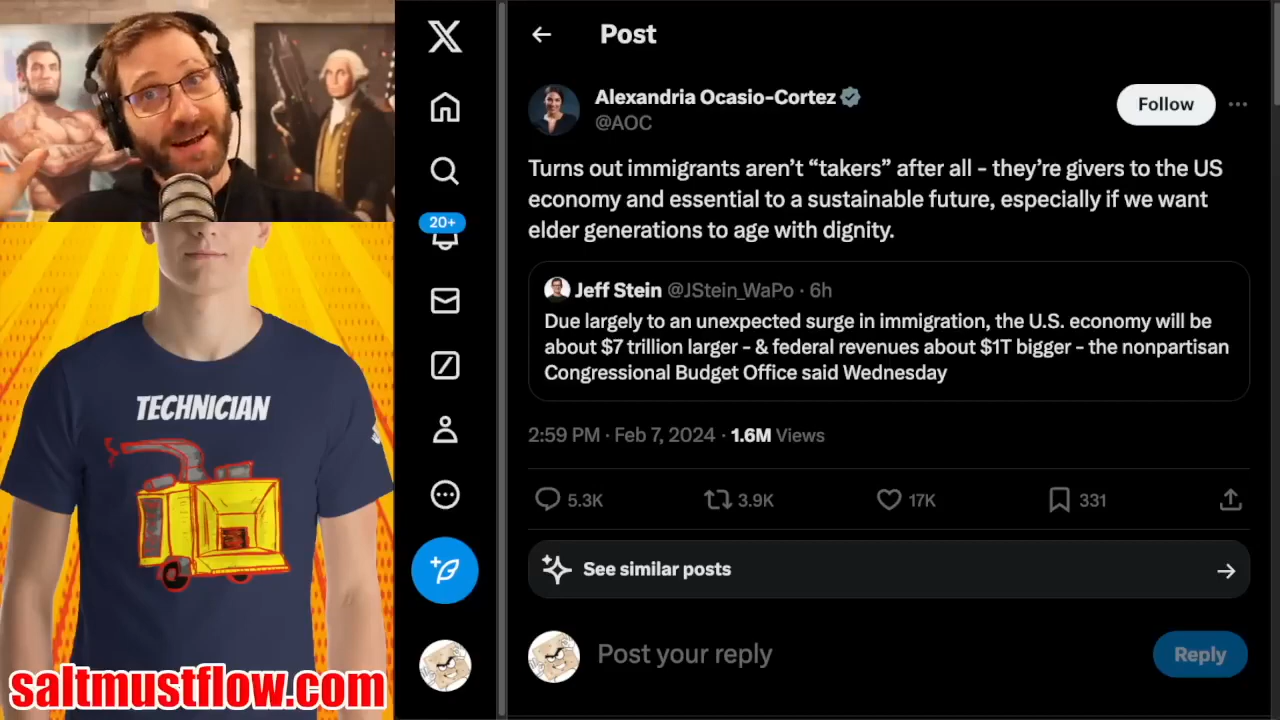 Post
Alexandria Ocasio-Cortez
@AOC
Follow
Turns out immigrants aren’t “takers” after all - they’re givers to the US
economy and essential to a sustainable future, especially if we want
elder generations to age with dignity.
Jeff Stein @JStein_WaPo · 6h
Due largely to an unexpected surge in immigration, the U.S. economy will be
about $7 trillion larger - & federal revenues about $1T bigger - the nonpartisan
Congressional Budget Office said Wednesday
2:59 PM · Feb 7, 2024 · 1.6M Views
5.3K 3.9K 17K 331
See similar posts
Post your reply
Reply
20+
TECHNICIAN
saltmustflow.com